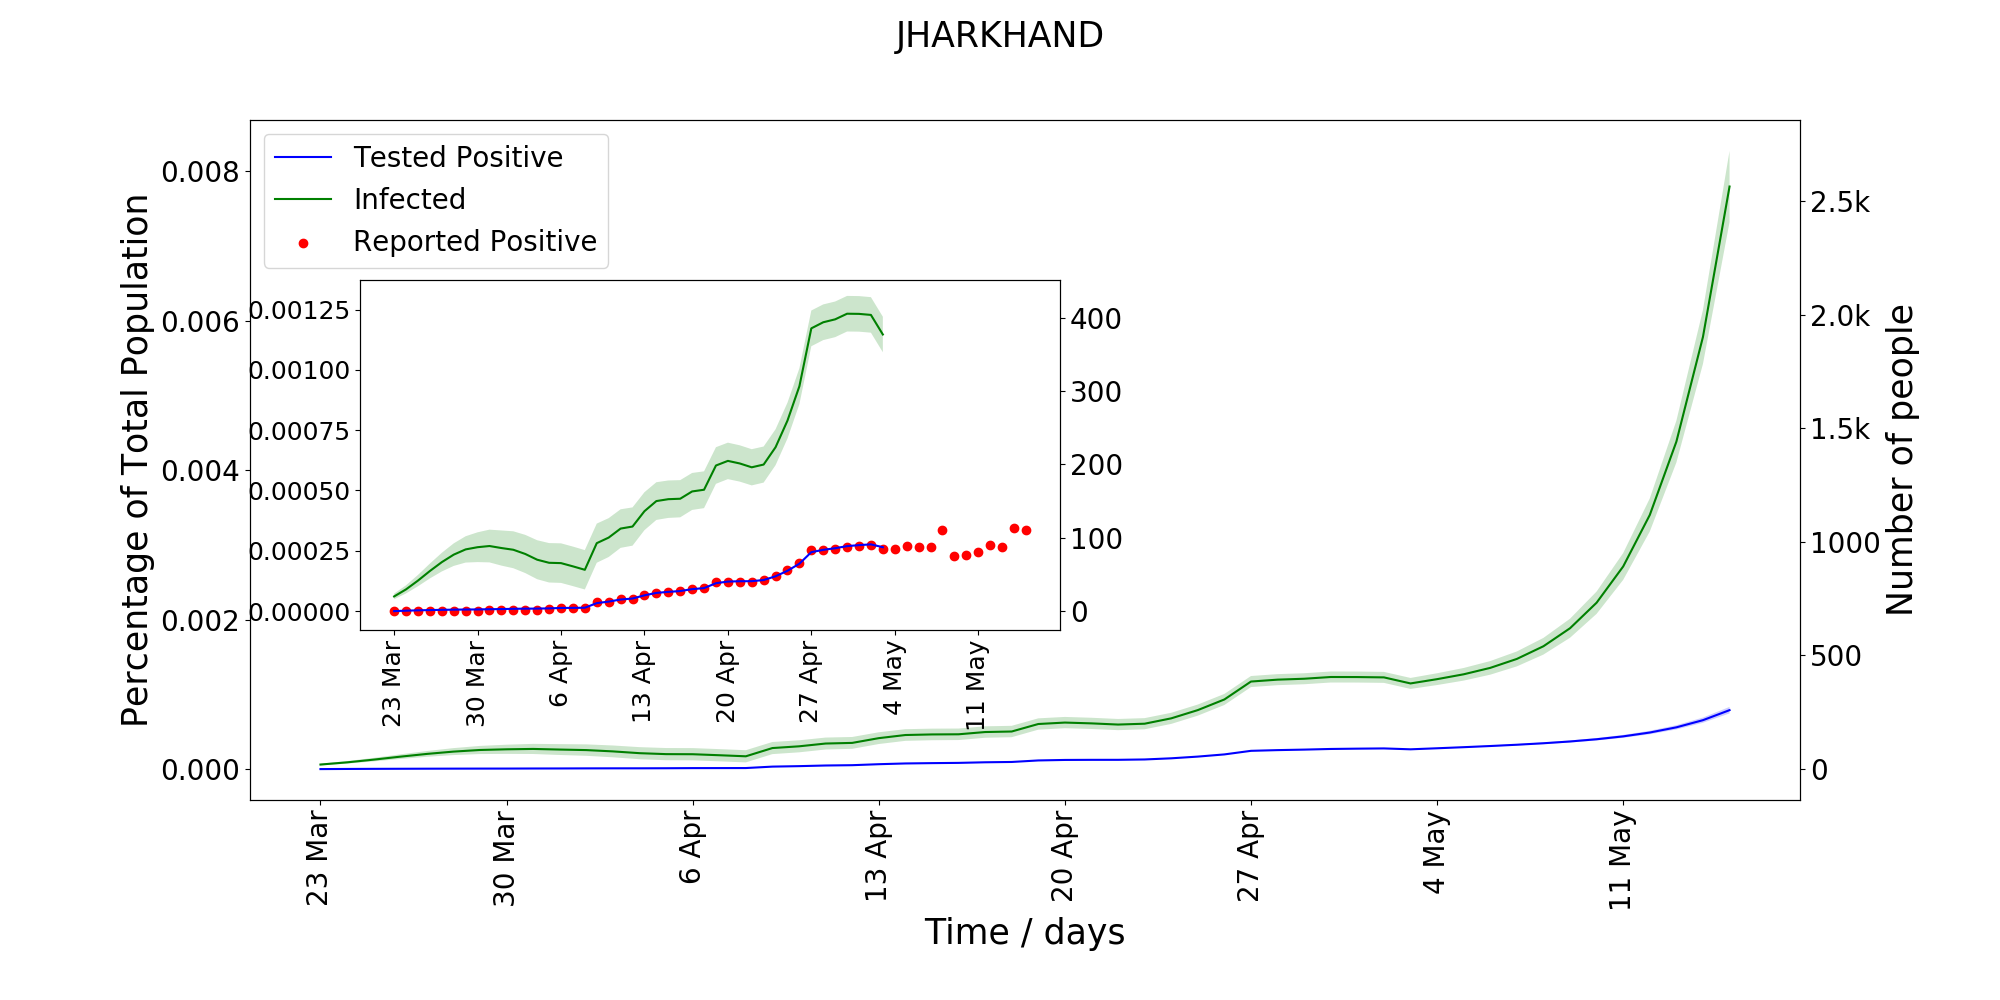 JHARKHAND
Tested Positive
Infected
Reported Positive
Percentage of Total Population
0.008
0.006
0.004
0.002
0.000
0.00125
0.00100
0.00075
0.00050
0.00025
0.00000
400
300
200
100
0
23 Mar
30 Mar
6 Apr
13 Apr
20 Apr
27 Apr
4 May
11 May
2.5k
2.0k
1.5k
1000
500
0
Number of people
23 Mar
30 Mar
6 Apr
13 Apr
20 Apr
27 Apr
4 May
11 May
Time / days